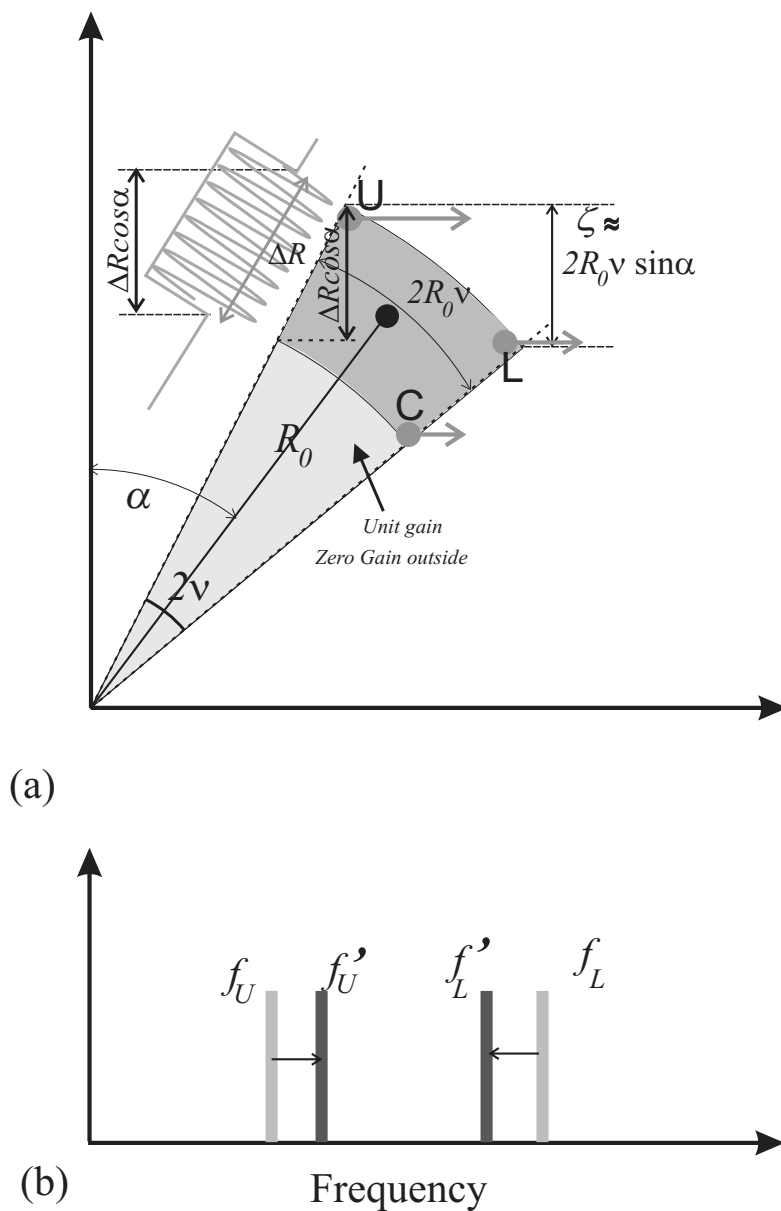 U
ΔRcosα
ΔR
ΔRcosα
2R₀ν
ζ ≈
2R₀ν sinα
L
C
R₀
α
Unit gain
Zero Gain outside
2ν
(a)
f_U
f_U’
f_L’
f_L
(b)
Frequency